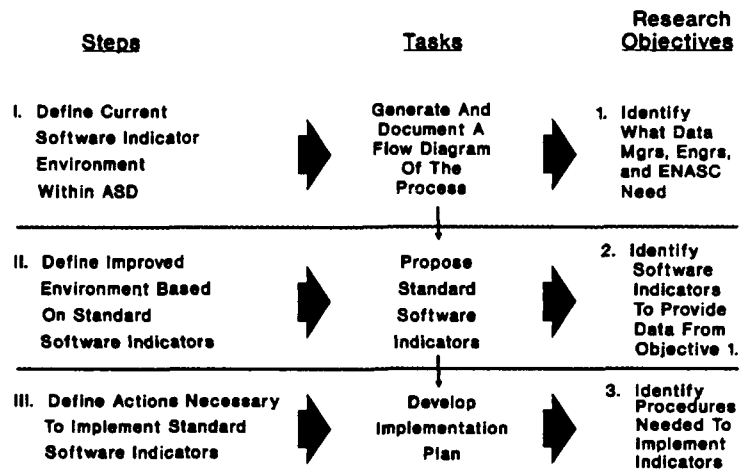 Steps
Tasks
Research
Objectives
I. Define Current
Software Indicator
Environment
Within ASD
Generate And
Document A
Flow Diagram
Of The
Process
1. Identify
What Data
Mgrs, Engrs,
and ENASC
Need
II. Define Improved
Environment Based
On Standard
Software Indicators
Propose
Standard
Software
Indicators
2. Identify
Software
Indicators
To Provide
Data From
Objective 1.
III. Define Actions Necessary
To Implement Standard
Software Indicators
Develop
Implementation
Plan
3. Identify
Procedures
Needed To
Implement
Indicators